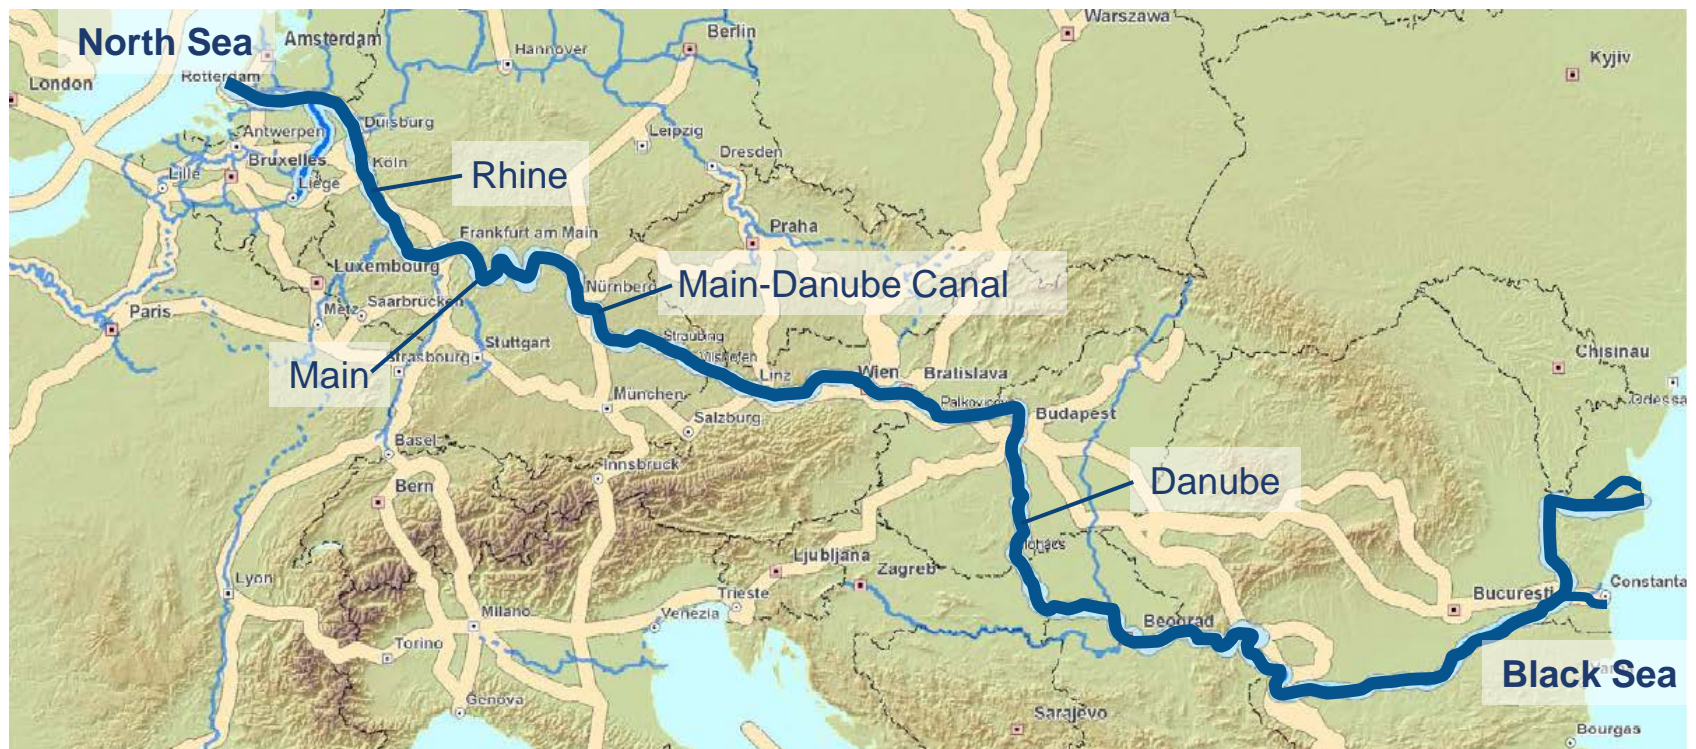 North Sea
Amsterdam
Berlin
Warszawa
Hannover
Kyjiv
London
Rotterdam
Antwerpen
Duisburg
Leipzig
Bruxelles
Köln
Dresden
Lille
Liège
Rhine
Frankfurt am Main
Praha
Luxembourg
Nürnberg
Main-Danube Canal
Paris
Metz
Saarbrücken
Straubing
Chisinau
Strasbourg
Stuttgart
Vilshofen
Main
Linz
Wien
Bratislava
München
Salzburg
Budapest
Odessa
Basel
Innsbruck
Bern
Danube
Ljubljana
Zagreb
Lyon
Trieste
Bucuresti
Constanta
Milano
Venezia
Beograd
Torino
Black Sea
Genova
Sarajevo
Bourgas